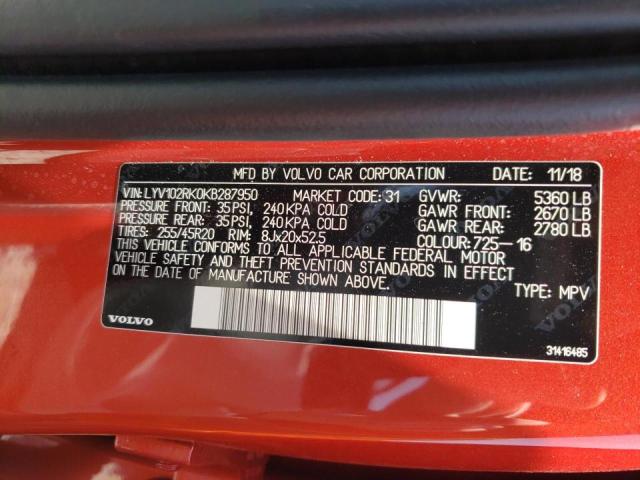 MFD BY VOLVO CAR CORPORATION DATE: 11/18
VIN: LYV102RK0KB287950 MARKET CODE: 31 GVWR: 5360 LB
PRESSURE FRONT: 35 PSI, 240 KPA COLD GAWR FRONT: 2670 LB
PRESSURE REAR: 35 PSI, 240 KPA COLD GAWR REAR: 2780 LB
TIRES: 255/45R20 RIM: 8Jx20x52.5 COLOUR: 725-16
THIS VEHICLE CONFORMS TO ALL APPLICABLE FEDERAL MOTOR
VEHICLE SAFETY AND THEFT PREVENTION STANDARDS IN EFFECT
ON THE DATE OF MANUFACTURE SHOWN ABOVE.
TYPE: MPV
VOLVO
31416485